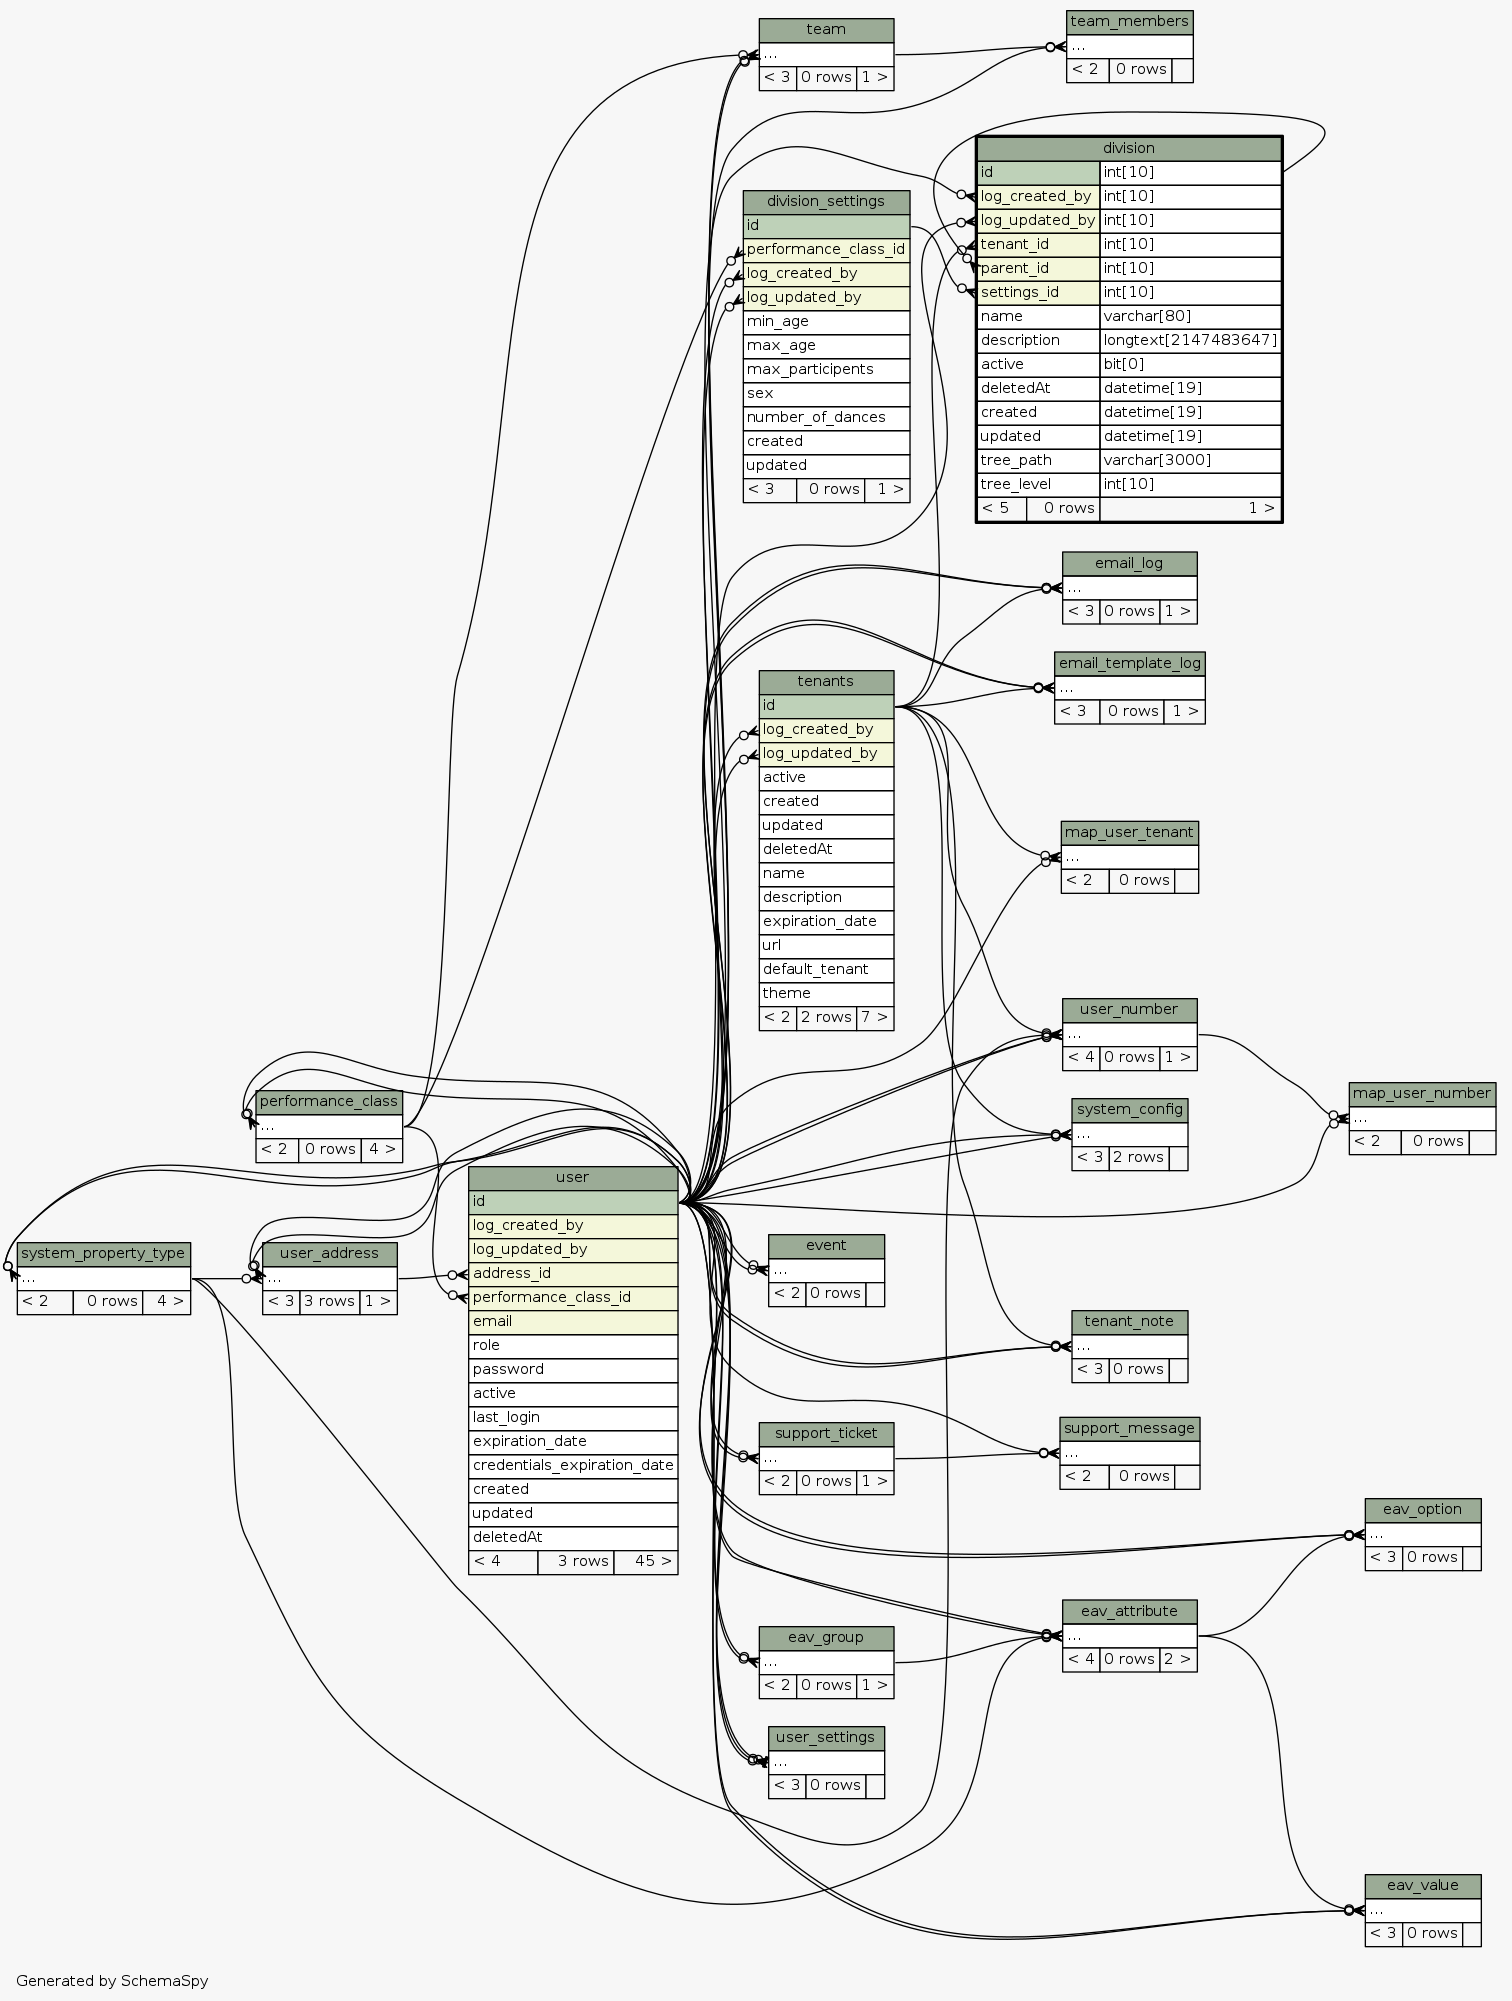 team
...
< 3 0 rows 1 >
team_members
...
< 2 0 rows
division
id int[10]
log_created_by int[10]
log_updated_by int[10]
tenant_id int[10]
parent_id int[10]
settings_id int[10]
name varchar[80]
description longtext[2147483647]
active bit[0]
deletedAt datetime[19]
created datetime[19]
updated datetime[19]
tree_path varchar[3000]
tree_level int[10]
< 5 0 rows 1 >
division_settings
id
performance_class_id
log_created_by
log_updated_by
min_age
max_age
max_participents
sex
number_of_dances
created
updated
< 3 0 rows 1 >
email_log
...
< 3 0 rows 1 >
email_template_log
...
< 3 0 rows 1 >
tenants
id
log_created_by
log_updated_by
active
created
updated
deletedAt
name
description
expiration_date
url
default_tenant
theme
< 2 2 rows 7 >
map_user_tenant
...
< 2 0 rows
user_number
...
< 4 0 rows 1 >
map_user_number
...
< 2 0 rows
system_config
...
< 3 2 rows
performance_class
...
< 2 0 rows 4 >
system_property_type
...
< 2 0 rows 4 >
user_address
...
< 3 3 rows 1 >
user
id
log_created_by
log_updated_by
address_id
performance_class_id
email
role
password
active
last_login
expiration_date
credentials_expiration_date
created
updated
deletedAt
< 4 3 rows 45 >
event
...
< 2 0 rows
tenant_note
...
< 3 0 rows
support_ticket
...
< 2 0 rows 1 >
support_message
...
< 2 0 rows
eav_option
...
< 3 0 rows
eav_attribute
...
< 4 0 rows 2 >
eav_group
...
< 2 0 rows 1 >
user_settings
...
< 3 0 rows
eav_value
...
< 3 0 rows
Generated by SchemaSpy